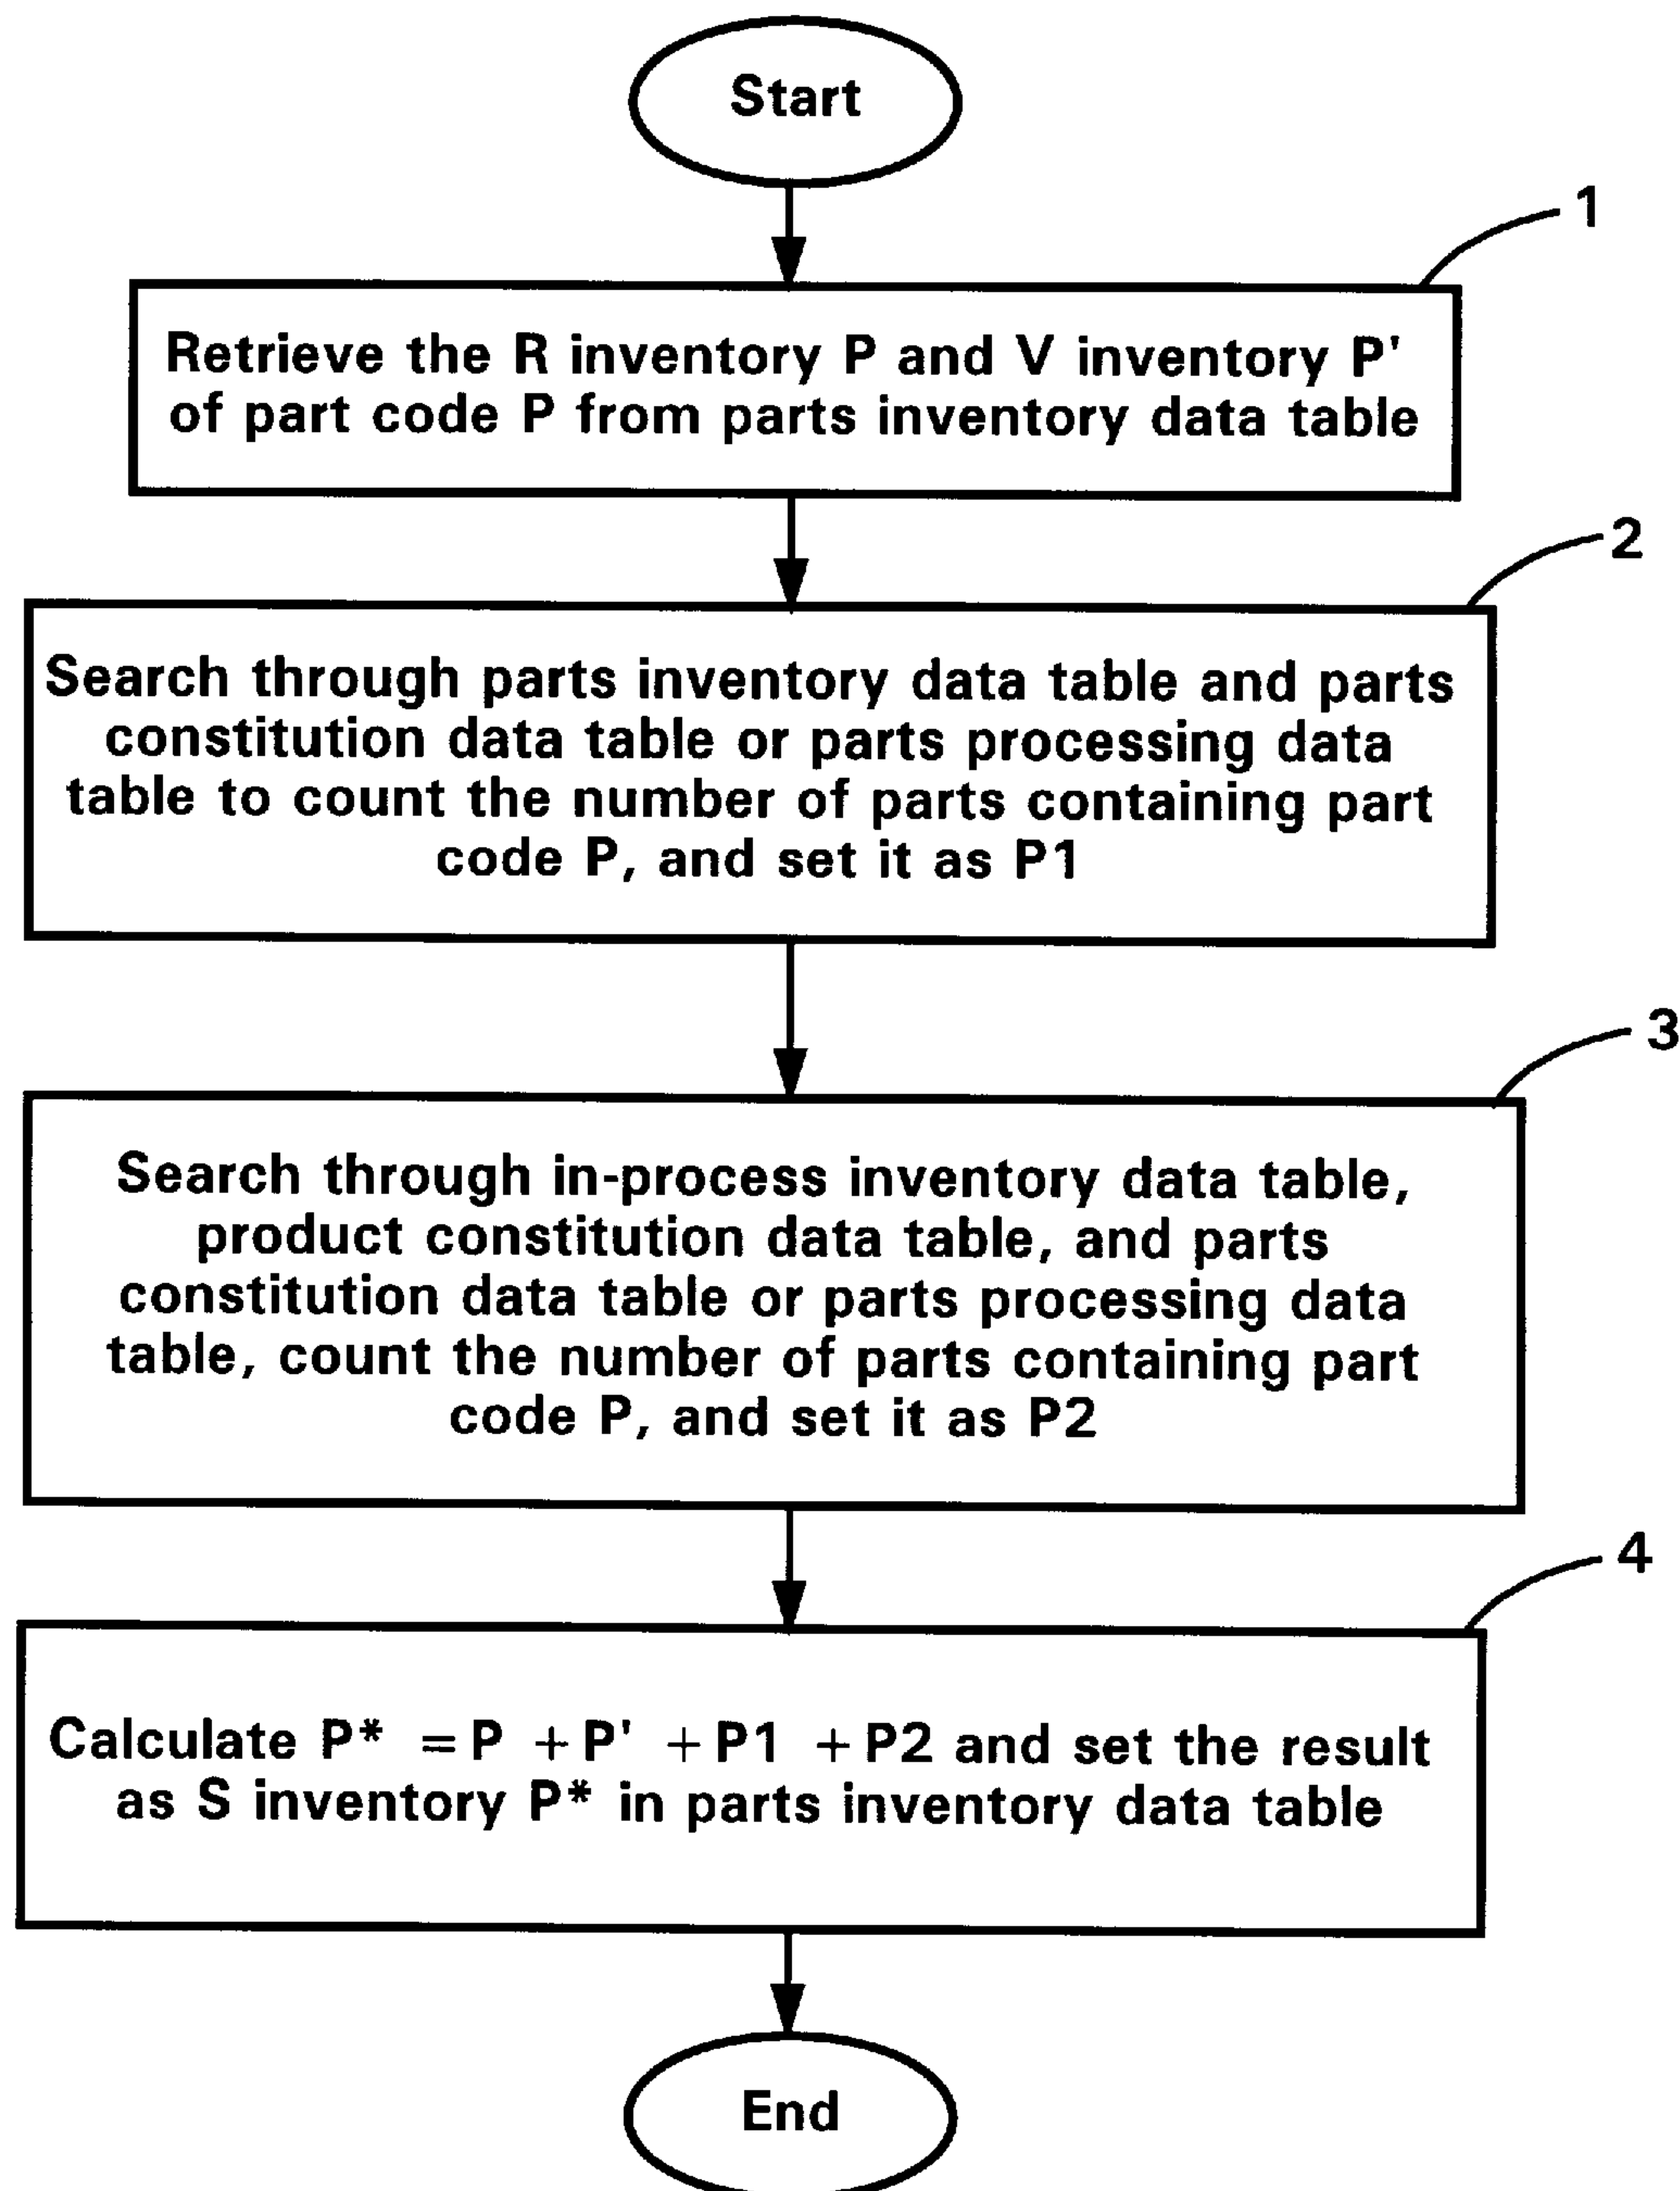 Start
1
Retrieve the R inventory P and V inventory P'
of part code P from parts inventory data table
2
Search through parts inventory data table and parts
constitution data table or parts processing data
table to count the number of parts containing part
code P, and set it as P1
3
Search through in-process inventory data table,
product constitution data table, and parts
constitution data table or parts processing data
table, count the number of parts containing part
code P, and set it as P2
4
Calculate P* = P + P' + P1 + P2 and set the result
as S inventory P* in parts inventory data table
End